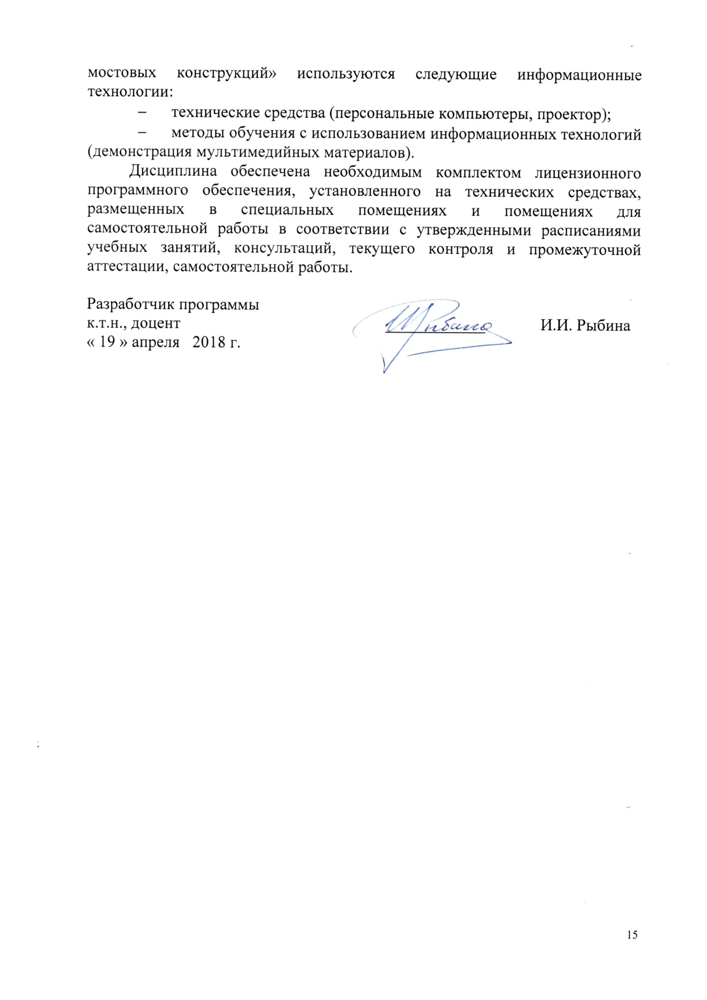 мостовых конструкций» используются следующие информационные
технологии:
– технические средства (персональные компьютеры, проектор);
– методы обучения с использованием информационных технологий
(демонстрация мультимедийных материалов).
Дисциплина обеспечена необходимым комплектом лицензионного
программного обеспечения, установленного на технических средствах,
размещенных в специальных помещениях и помещениях для
самостоятельной работы в соответствии с утвержденными расписаниями
учебных занятий, консультаций, текущего контроля и промежуточной
аттестации, самостоятельной работы.
Разработчик программы
к.т.н., доцент И.И. Рыбина
« 19 » апреля 2018 г.
15